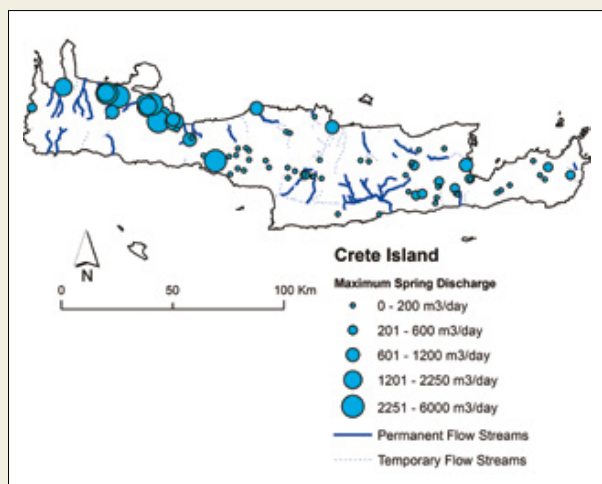 N
0 50 100 Km
Crete Island
Maximum Spring Discharge
0 - 200 m3/day
201 - 600 m3/day
601 - 1200 m3/day
1201 - 2250 m3/day
2251 - 6000 m3/day
Permanent Flow Streams
Temporary Flow Streams